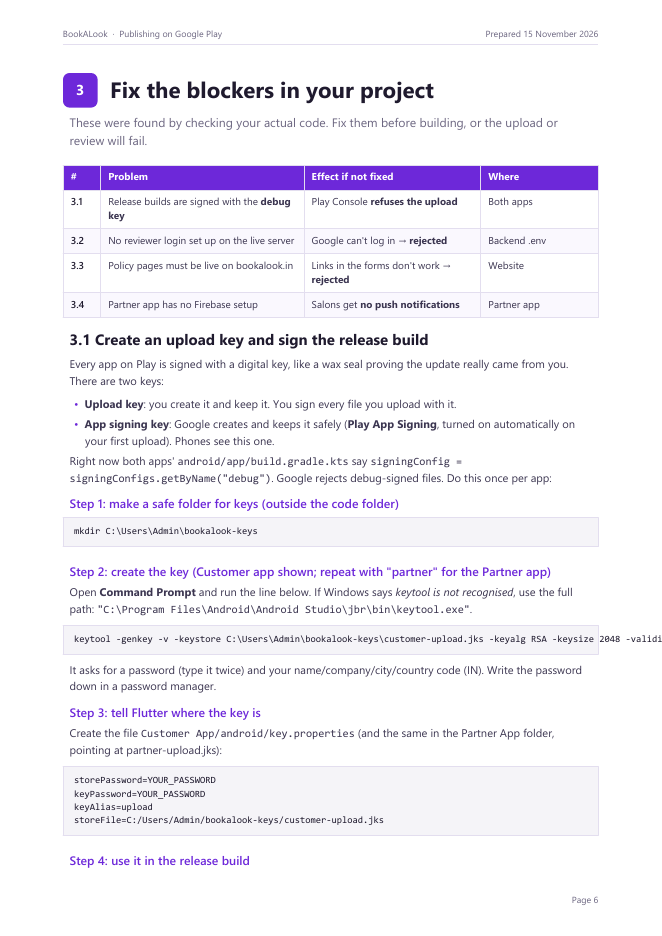 BookALook · Publishing on Google Play
Prepared 15 November 2026
3 Fix the blockers in your project
These were found by checking your actual code. Fix them before building, or the upload or
review will fail.
# Problem Effect if not fixed Where
3.1 Release builds are signed with the debug key Play Console refuses the upload Both apps
3.2 No reviewer login set up on the live server Google can't log in → rejected Backend .env
3.3 Policy pages must be live on bookalook.in Links in the forms don't work → rejected Website
3.4 Partner app has no Firebase setup Salons get no push notifications Partner app
3.1 Create an upload key and sign the release build
Every app on Play is signed with a digital key, like a wax seal proving the update really came from you.
There are two keys:
• Upload key: you create it and keep it. You sign every file you upload with it.
• App signing key: Google creates and keeps it safely (Play App Signing, turned on automatically on
your first upload). Phones see this one.
Right now both apps' android/app/build.gradle.kts say signingConfig =
signingConfigs.getByName("debug"). Google rejects debug-signed files. Do this once per app:
Step 1: make a safe folder for keys (outside the code folder)
mkdir C:\Users\Admin\bookalook-keys
Step 2: create the key (Customer app shown; repeat with "partner" for the Partner app)
Open Command Prompt and run the line below. If Windows says keytool is not recognised, use the full
path: "C:\Program Files\Android\Android Studio\jbr\bin\keytool.exe".
keytool -genkey -v -keystore C:\Users\Admin\bookalook-keys\customer-upload.jks -keyalg RSA -keysize 2048 -validi
It asks for a password (type it twice) and your name/company/city/country code (IN). Write the password
down in a password manager.
Step 3: tell Flutter where the key is
Create the file Customer App/android/key.properties (and the same in the Partner App folder,
pointing at partner-upload.jks):
storePassword=YOUR_PASSWORD
keyPassword=YOUR_PASSWORD
keyAlias=upload
storeFile=C:/Users/Admin/bookalook-keys/customer-upload.jks
Step 4: use it in the release build
Page 6